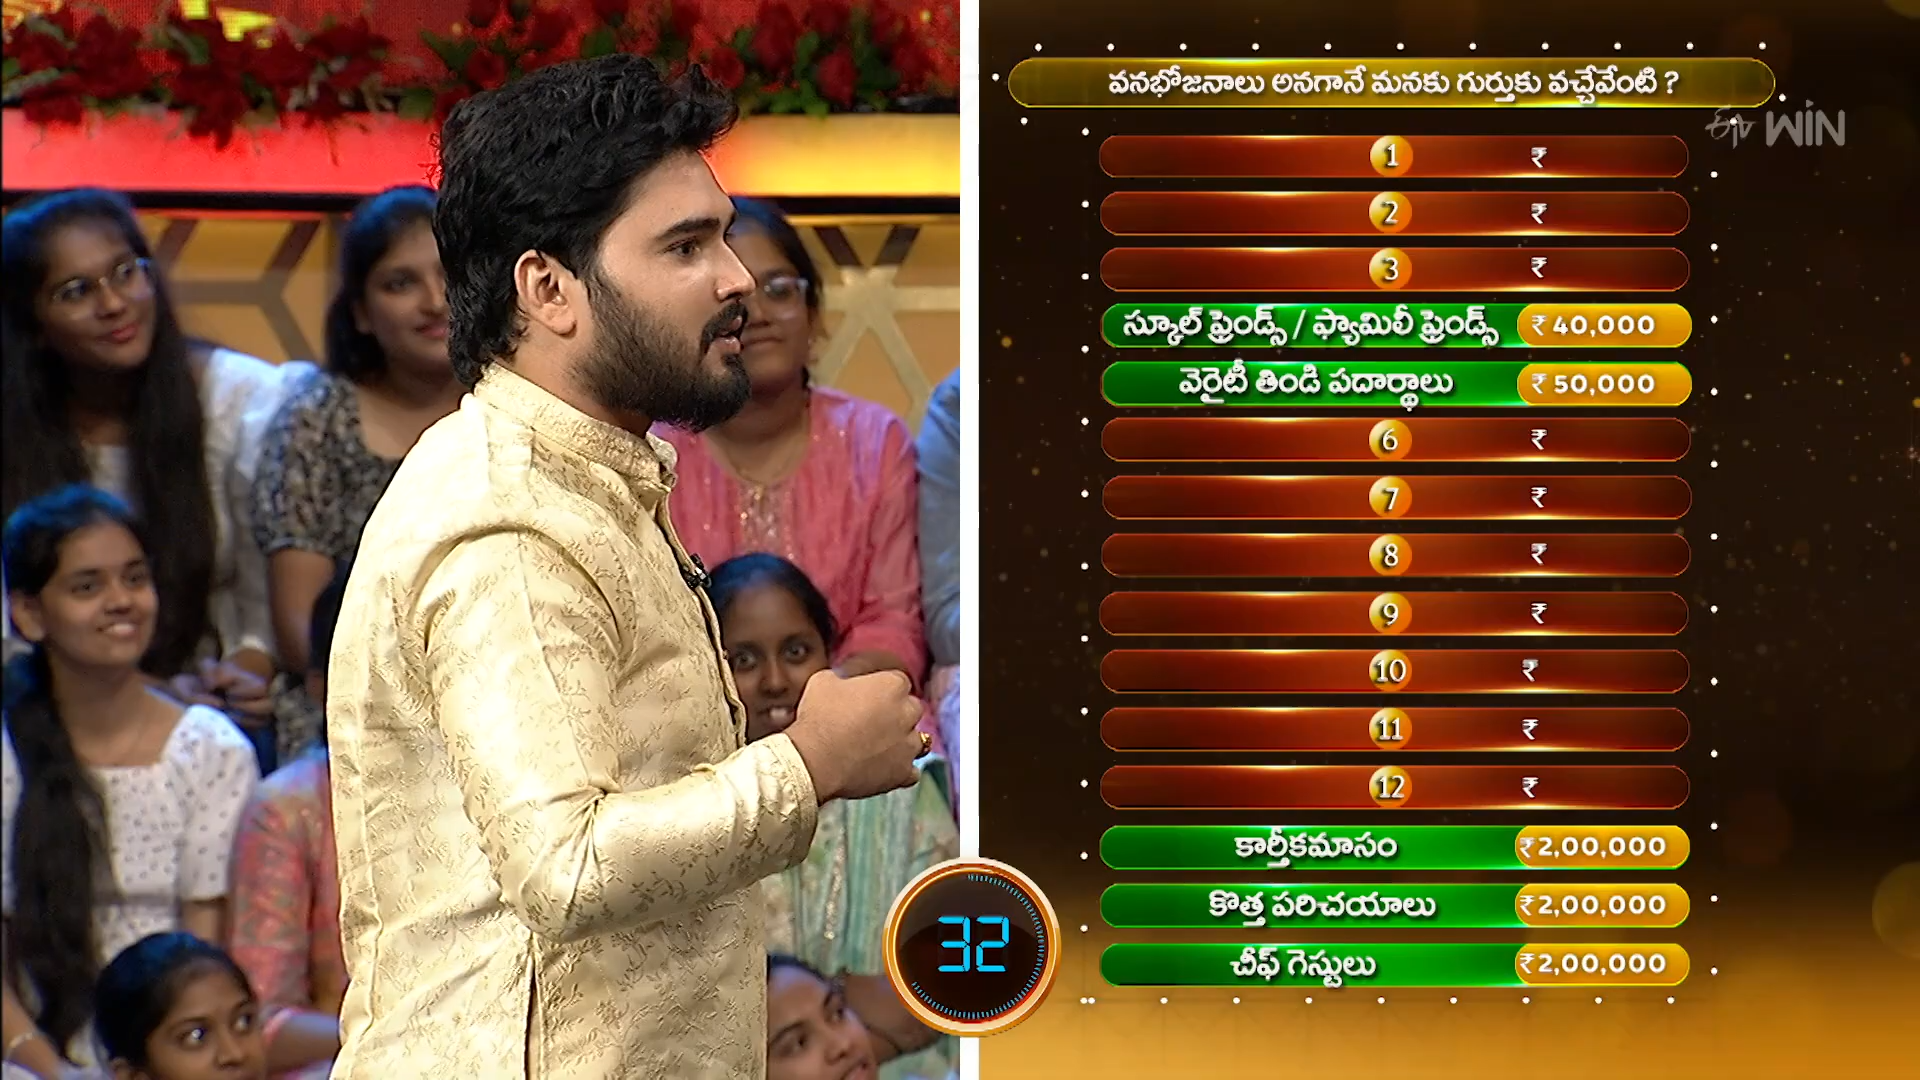 వనభోజనాలు అనగానే మనకు గుర్తుకు వచ్చేవేంటి ?
ఈటీవీ WIN
1 ₹
2 ₹
3 ₹
స్కూల్ ఫ్రెండ్స్ / ఫ్యామిలీ ఫ్రెండ్స్ ₹ 40,000
వెరైటీ తిండి పదార్థాలు ₹ 50,000
6 ₹
7 ₹
8 ₹
9 ₹
10 ₹
11 ₹
12 ₹
కార్తీకమాసం ₹2,00,000
కొత్త పరిచయాలు ₹2,00,000
చీఫ్ గెస్టులు ₹2,00,000
32